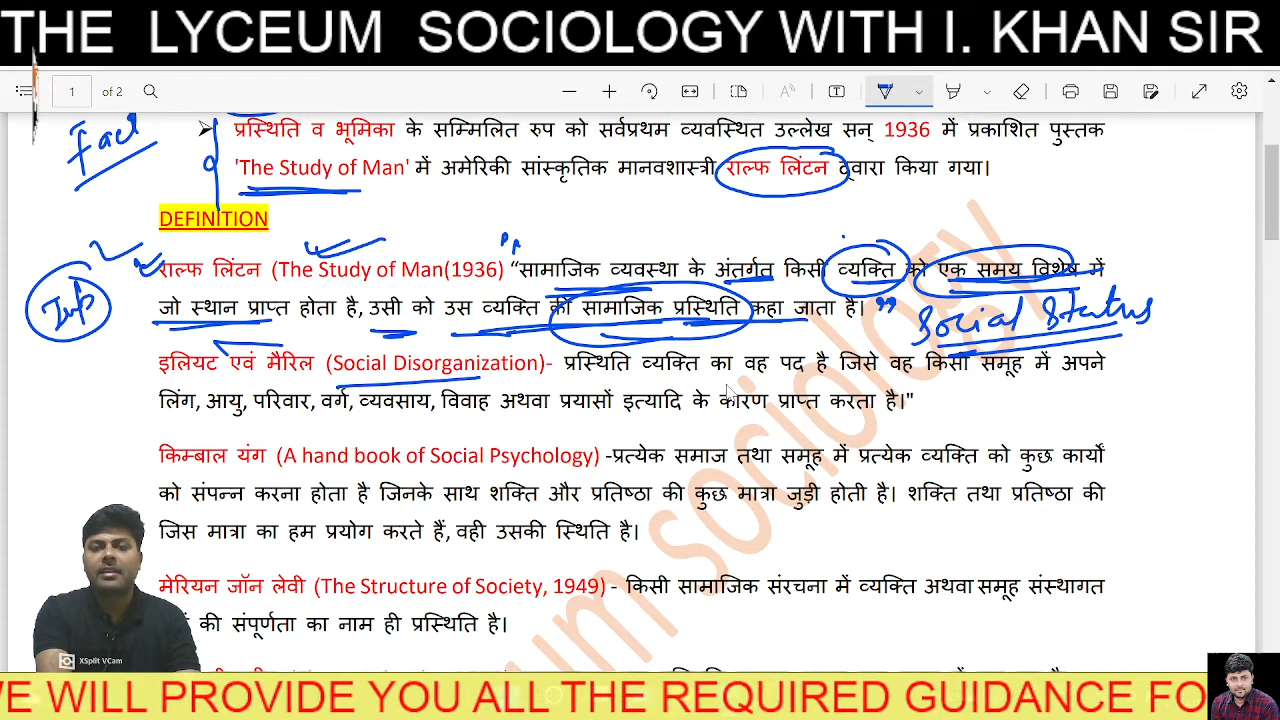 THE LYCEUM SOCIOLOGY WITH I. KHAN SIR
1 of 2
Fact
➢ प्रस्थिति व भूमिका के सम्मिलित रुप को सर्वप्रथम व्यवस्थित उल्लेख सन् 1936 में प्रकाशित पुस्तक
'The Study of Man' में अमेरिकी सांस्कृतिक मानवशास्त्री राल्फ लिंटन द्वारा किया गया।
DEFINITION
राल्फ लिंटन (The Study of Man(1936) “सामाजिक व्यवस्था के अंतर्गत किसी व्यक्ति को एक समय विशेष में
Imp
जो स्थान प्राप्त होता है, उसी को उस व्यक्ति की सामाजिक प्रस्थिति कहा जाता है।”
Social Status
इलियट एवं मैरिल (Social Disorganization)- प्रस्थिति व्यक्ति का वह पद है जिसे वह किसी समूह में अपने
लिंग, आयु, परिवार, वर्ग, व्यवसाय, विवाह अथवा प्रयासों इत्यादि के कारण प्राप्त करता है।"
किम्बाल यंग (A hand book of Social Psychology) -प्रत्येक समाज तथा समूह में प्रत्येक व्यक्ति को कुछ कार्यों
को संपन्न करना होता है जिनके साथ शक्ति और प्रतिष्ठा की कुछ मात्रा जुड़ी होती है। शक्ति तथा प्रतिष्ठा की
जिस मात्रा का हम प्रयोग करते हैं, वही उसकी स्थिति है।
मेरियन जॉन लेवी (The Structure of Society, 1949) - किसी सामाजिक संरचना में व्यक्ति अथवा समूह संस्थागत
की संपूर्णता का नाम ही प्रस्थिति है।
sociology
XSplit VCam
WE WILL PROVIDE YOU ALL THE REQUIRED GUIDANCE FO